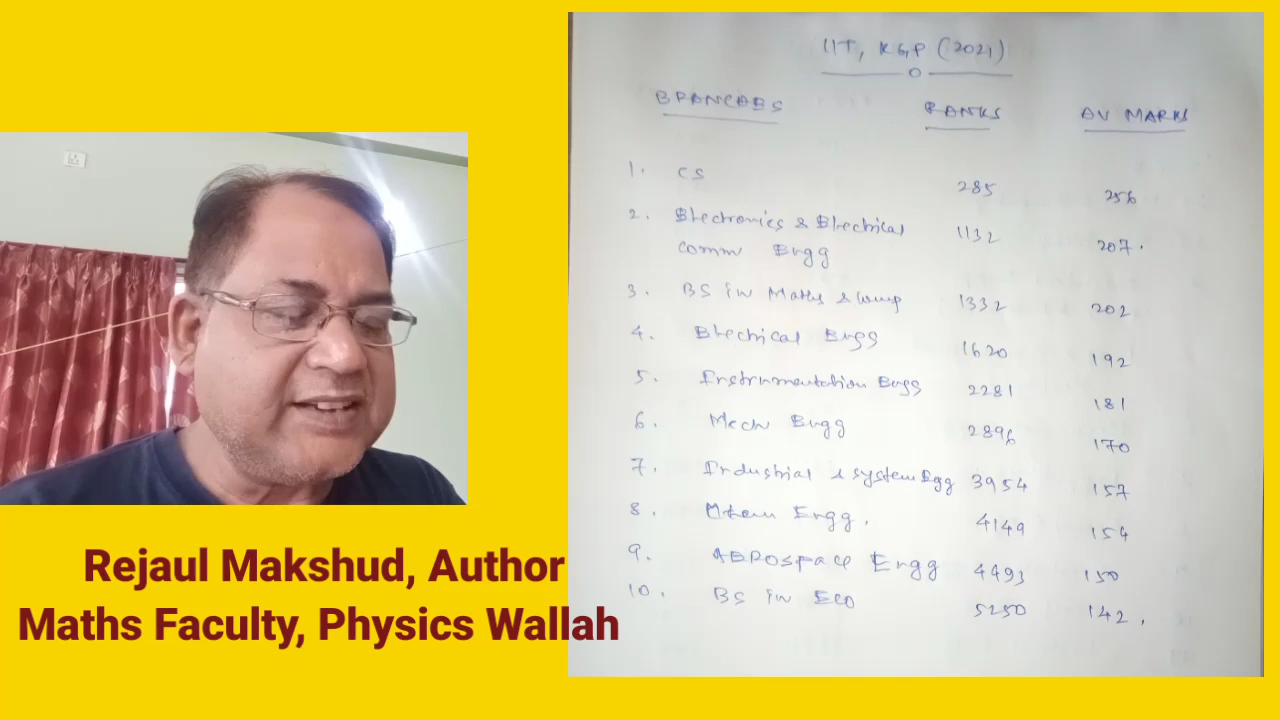 IIT, KGP (2021)
BRANCHES RANKS AV MARKS
1. CS 285 256
2. Electronics & Electrical 1132 207.
comm Engg
3. BS in Maths & Comp 1332 202
4. Electrical Engg 1620 192
5. Instrumentation Engg 2281 181
6. Mech Engg 2896 170
7. Industrial & system Egg 3954 157
8. Engg. 4149 154
9. AEROspace Engg 4493 150
10. BS in ECO 5250 142.
Rejaul Makshud, Author
Maths Faculty, Physics Wallah